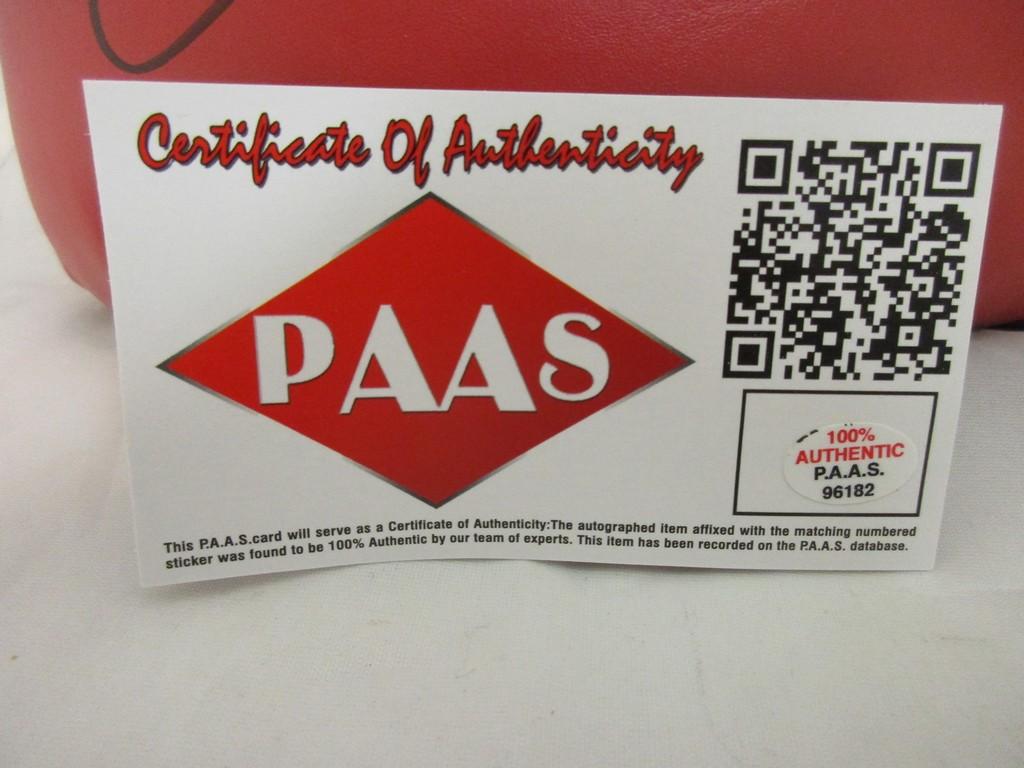 Certificate Of Authenticity
PAAS
100%
AUTHENTIC
P.A.A.S.
96182
This P.A.A.S.card will serve as a Certificate of Authenticity:The autographed item affixed with the matching numbered
sticker was found to be 100% Authentic by our team of experts. This item has been recorded on the P.A.A.S. database.